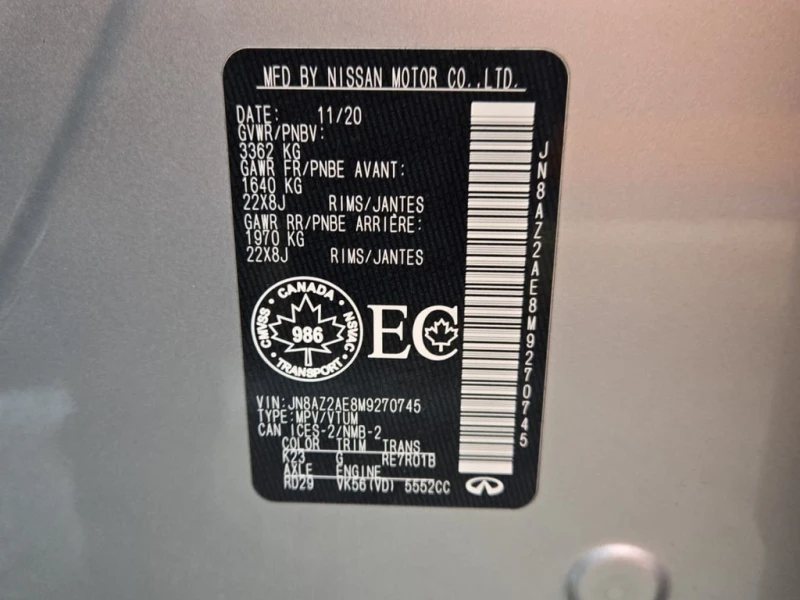 MFD BY NISSAN MOTOR CO.,LTD.
DATE: 11/20
GVWR/PNBV:
3362 KG
GAWR FR/PNBE AVANT:
1640 KG
22X8J RIMS/JANTES
GAWR RR/PNBE ARRIÈRE:
1970 KG
22X8J RIMS/JANTES
CANADA
CMVSS NSVAC
986
TRANSPORT
EC
VIN: JN8AZ2AE8M9270745
TYPE: MPV/VTUM
CAN ICES-2/NMB-2
COLOR TRIM TRANS
K23 G RE7R01B
AXLE ENGINE
RD29 VK56(VD) 5552CC
JN8AZ2AE8M9270745